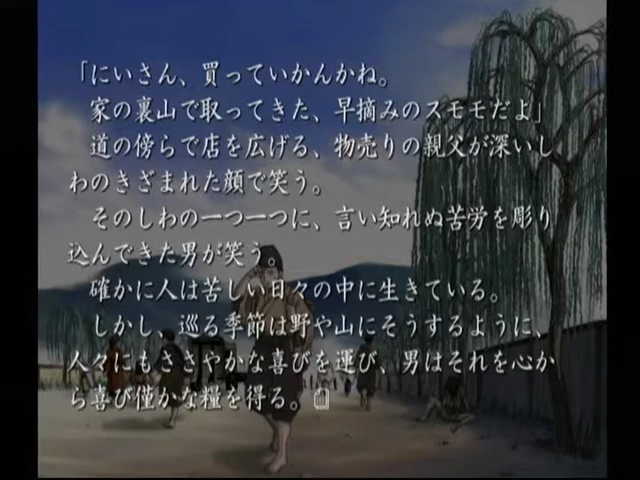 「にいさん、買っていかんかね。
家の裏山で取ってきた、早摘みのスモモだよ」
道の傍らで店を広げる、物売りの親父が深いし
わのきざまれた顔で笑う。
そのしわの一つ一つに、言い知れぬ苦労を彫り
込んできた男が笑う。
確かに人は苦しい日々の中に生きている。
しかし、巡る季節は野や山にそうするように、
人々にもささやかな喜びを運び、男はそれを心か
ら喜び僅かな糧を得る。